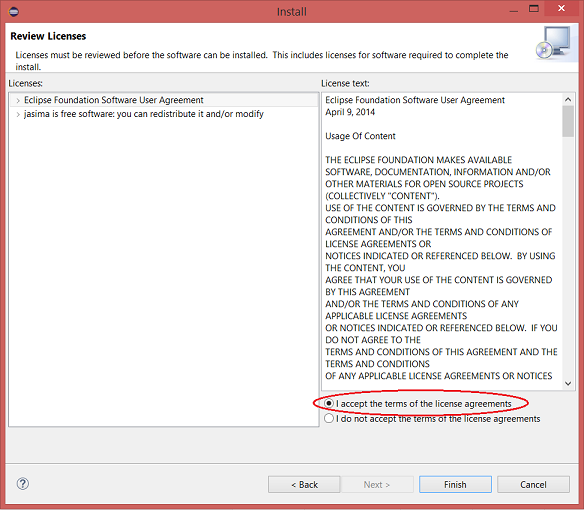 Install
Review Licenses
Licenses must be reviewed before the software can be installed.  This includes licenses for software required to complete the
install.
Licenses:
Eclipse Foundation Software User Agreement
jasima is free software: you can redistribute it and/or modify
License text:
Eclipse Foundation Software User Agreement
April 9, 2014
Usage Of Content
THE ECLIPSE FOUNDATION MAKES AVAILABLE
SOFTWARE, DOCUMENTATION, INFORMATION AND/OR
OTHER MATERIALS FOR OPEN SOURCE PROJECTS
(COLLECTIVELY "CONTENT").
USE OF THE CONTENT IS GOVERNED BY THE TERMS AND
CONDITIONS OF THIS
AGREEMENT AND/OR THE TERMS AND CONDITIONS OF
LICENSE AGREEMENTS OR
NOTICES INDICATED OR REFERENCED BELOW.  BY USING
THE CONTENT, YOU
AGREE THAT YOUR USE OF THE CONTENT IS GOVERNED
BY THIS AGREEMENT
AND/OR THE TERMS AND CONDITIONS OF ANY
APPLICABLE LICENSE AGREEMENTS
OR NOTICES INDICATED OR REFERENCED BELOW.  IF YOU
DO NOT AGREE TO THE
TERMS AND CONDITIONS OF THIS AGREEMENT AND THE
TERMS AND CONDITIONS
OF ANY APPLICABLE LICENSE AGREEMENTS OR NOTICES
I accept the terms of the license agreements
I do not accept the terms of the license agreements
?
< Back
Next >
Finish
Cancel